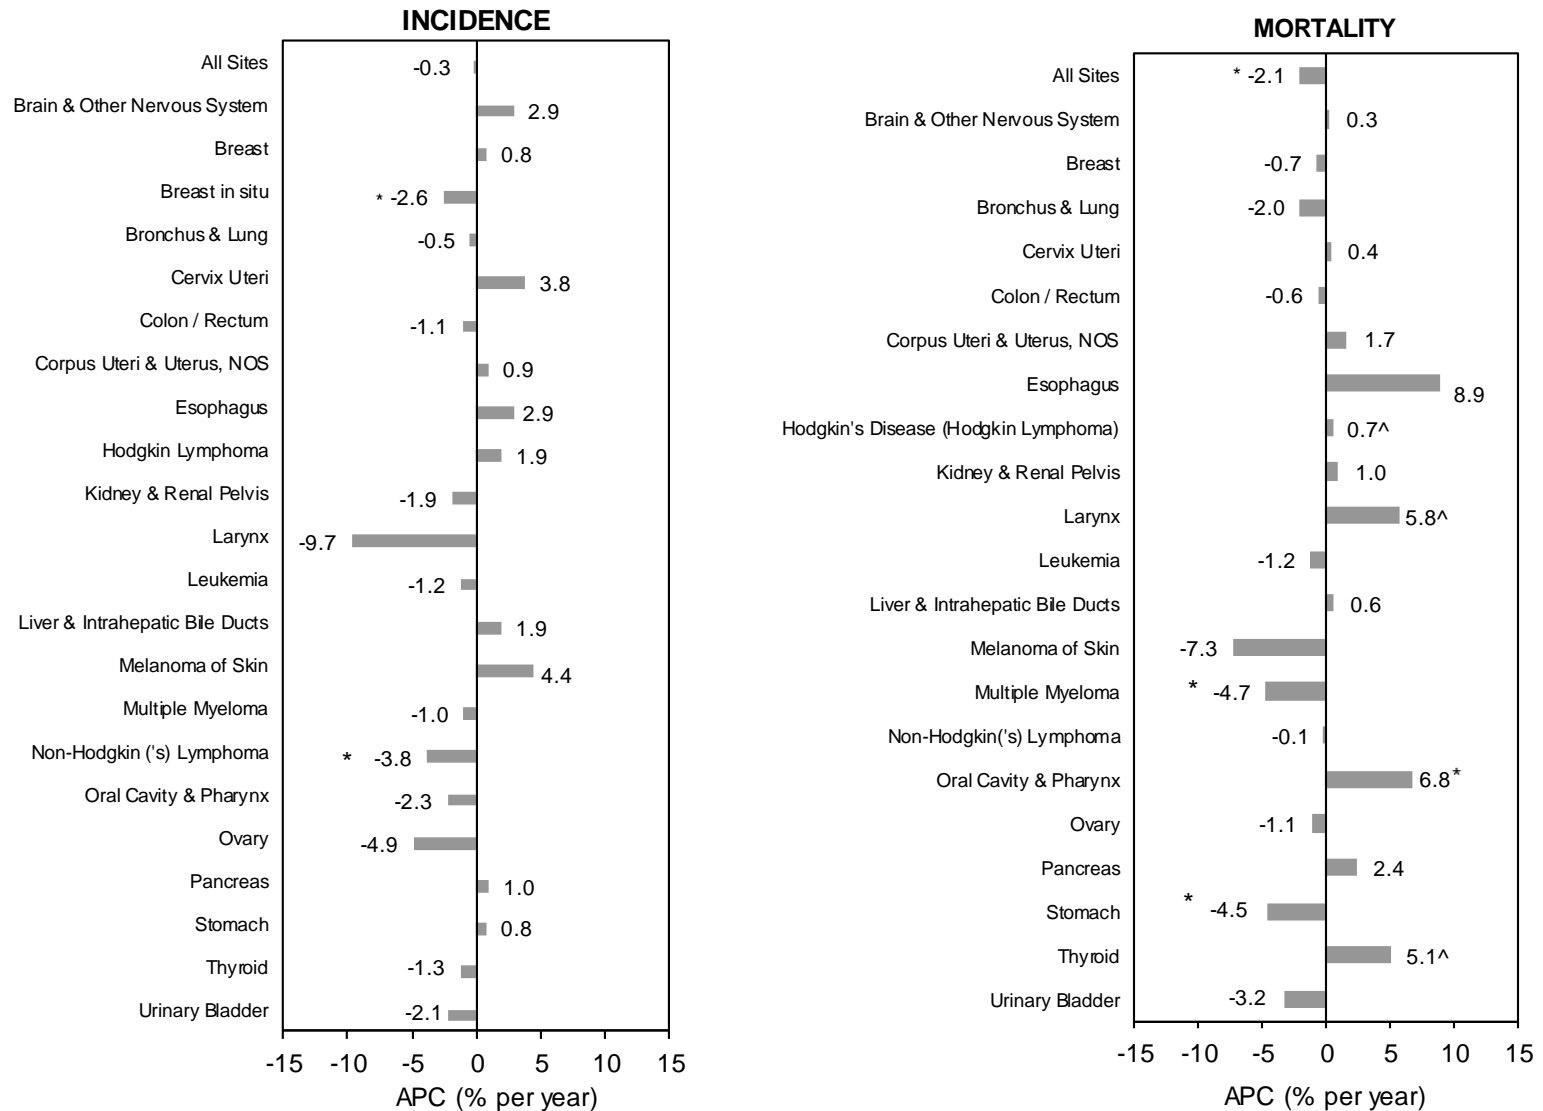 INCIDENCE
All Sites -0.3
Brain & Other Nervous System 2.9
Breast 0.8
Breast in situ * -2.6
Bronchus & Lung -0.5
Cervix Uteri 3.8
Colon / Rectum -1.1
Corpus Uteri & Uterus, NOS 0.9
Esophagus 2.9
Hodgkin Lymphoma 1.9
Kidney & Renal Pelvis -1.9
Larynx -9.7
Leukemia -1.2
Liver & Intrahepatic Bile Ducts 1.9
Melanoma of Skin 4.4
Multiple Myeloma -1.0
Non-Hodgkin ('s) Lymphoma * -3.8
Oral Cavity & Pharynx -2.3
Ovary -4.9
Pancreas 1.0
Stomach 0.8
Thyroid -1.3
Urinary Bladder -2.1
-15 -10 -5 0 5 10 15
APC (% per year)
MORTALITY
All Sites * -2.1
Brain & Other Nervous System 0.3
Breast -0.7
Bronchus & Lung -2.0
Cervix Uteri 0.4
Colon / Rectum -0.6
Corpus Uteri & Uterus, NOS 1.7
Esophagus 8.9
Hodgkin's Disease (Hodgkin Lymphoma) 0.7^
Kidney & Renal Pelvis 1.0
Larynx 5.8^
Leukemia -1.2
Liver & Intrahepatic Bile Ducts 0.6
Melanoma of Skin -7.3
Multiple Myeloma * -4.7
Non-Hodgkin('s) Lymphoma -0.1
Oral Cavity & Pharynx 6.8*
Ovary -1.1
Pancreas 2.4
Stomach * -4.5
Thyroid 5.1^
Urinary Bladder -3.2
-15 -10 -5 0 5 10 15
APC (% per year)